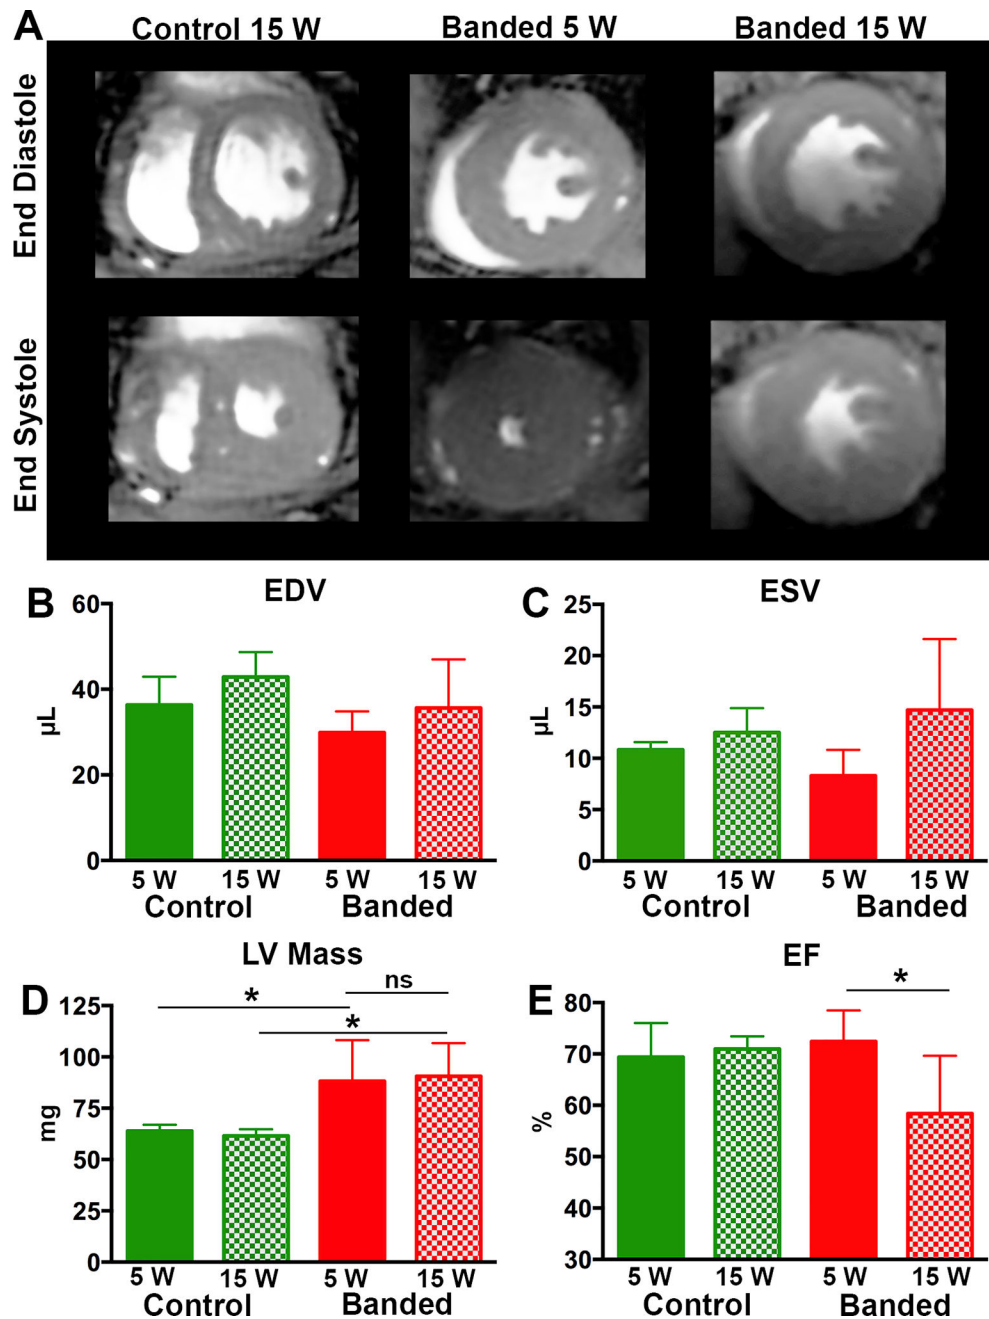 A
Control 15 W
Banded 5 W
Banded 15 W
End Diastole
End Systole
B
EDV
60
40
20
0
µL
5 W
15 W
5 W
15 W
Control
Banded
C
ESV
25
20
15
10
5
0
µL
5 W
15 W
5 W
15 W
Control
Banded
D
LV Mass
*
ns
*
125
100
75
50
25
0
mg
5 W
15 W
5 W
15 W
Control
Banded
E
EF
*
80
70
60
50
40
30
%
5 W
15 W
5 W
15 W
Control
Banded